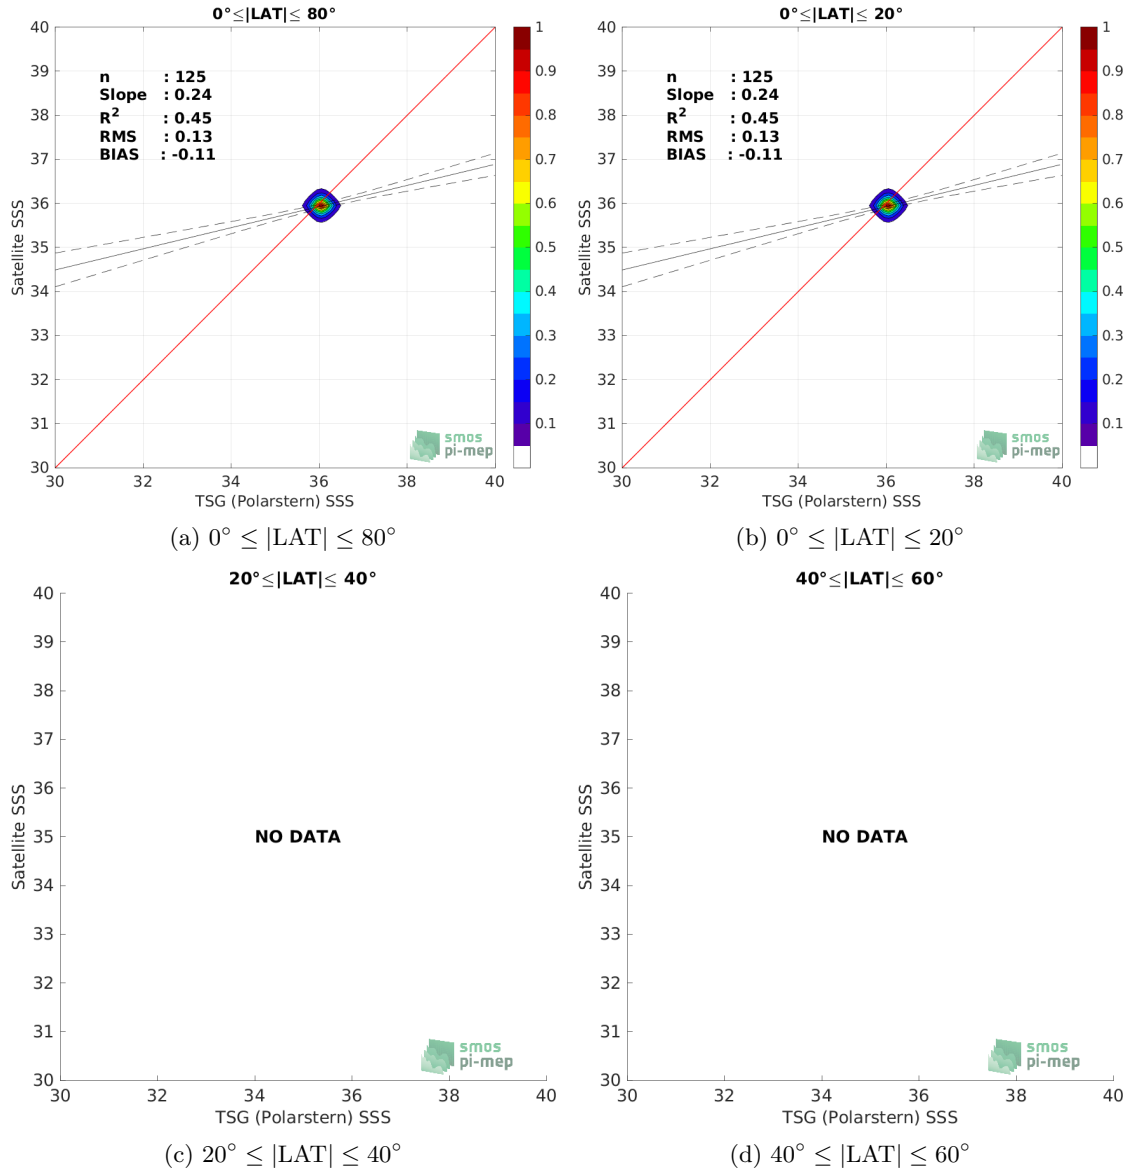 0°≤|LAT|≤ 80°
40
39
38
37
36
35
34
33
32
31
30
Satellite SSS
n : 125
Slope : 0.24
R² : 0.45
RMS : 0.13
BIAS : -0.11
smos
pi-mep
30 32 34 36 38 40
TSG (Polarstern) SSS
1
0.9
0.8
0.7
0.6
0.5
0.4
0.3
0.2
0.1
(a) 0° ≤ |LAT| ≤ 80°
0°≤|LAT|≤ 20°
40
39
38
37
36
35
34
33
32
31
30
Satellite SSS
n : 125
Slope : 0.24
R² : 0.45
RMS : 0.13
BIAS : -0.11
smos
pi-mep
30 32 34 36 38 40
TSG (Polarstern) SSS
1
0.9
0.8
0.7
0.6
0.5
0.4
0.3
0.2
0.1
(b) 0° ≤ |LAT| ≤ 20°
20°≤|LAT|≤ 40°
40
39
38
37
36
35
34
33
32
31
30
Satellite SSS
NO DATA
smos
pi-mep
30 32 34 36 38 40
TSG (Polarstern) SSS
(c) 20° ≤ |LAT| ≤ 40°
40°≤|LAT|≤ 60°
40
39
38
37
36
35
34
33
32
31
30
Satellite SSS
NO DATA
smos
pi-mep
30 32 34 36 38 40
TSG (Polarstern) SSS
(d) 40° ≤ |LAT| ≤ 60°